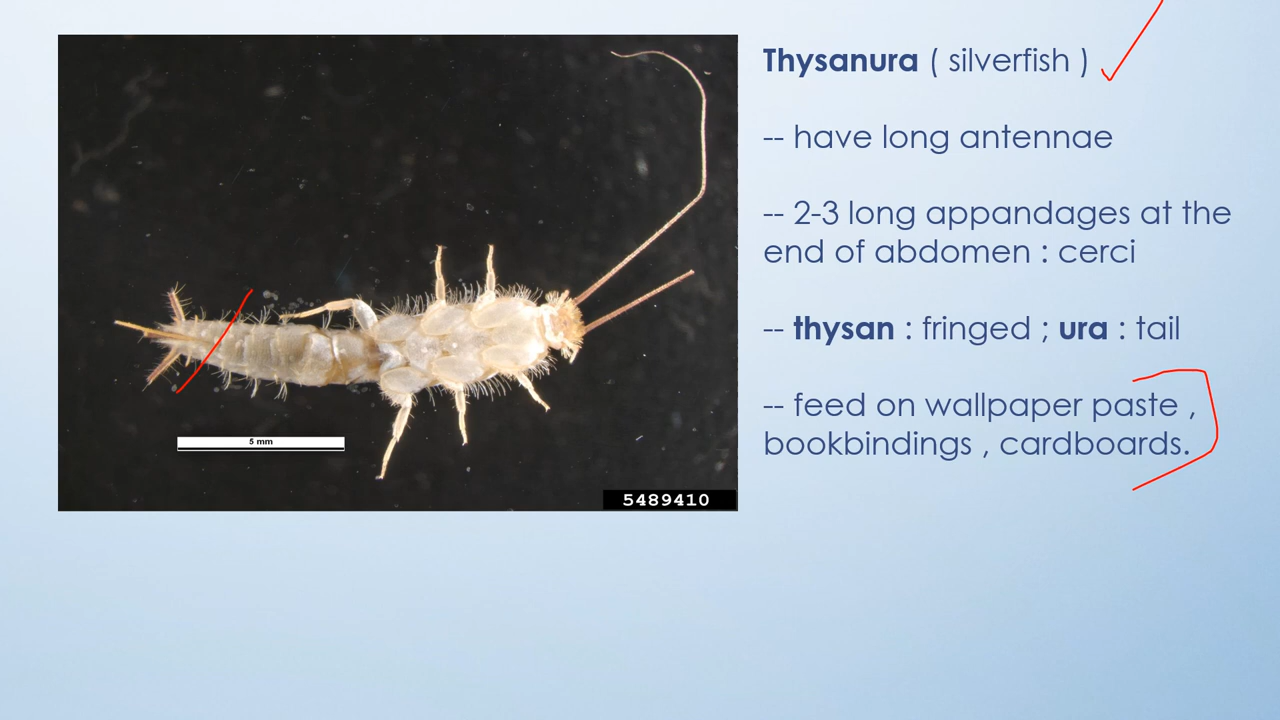 Thysanura ( silverfish )
-- have long antennae
-- 2-3 long appandages at the
end of abdomen : cerci
-- thysan : fringed ; ura : tail
-- feed on wallpaper paste ,
bookbindings , cardboards.
5 mm
5489410